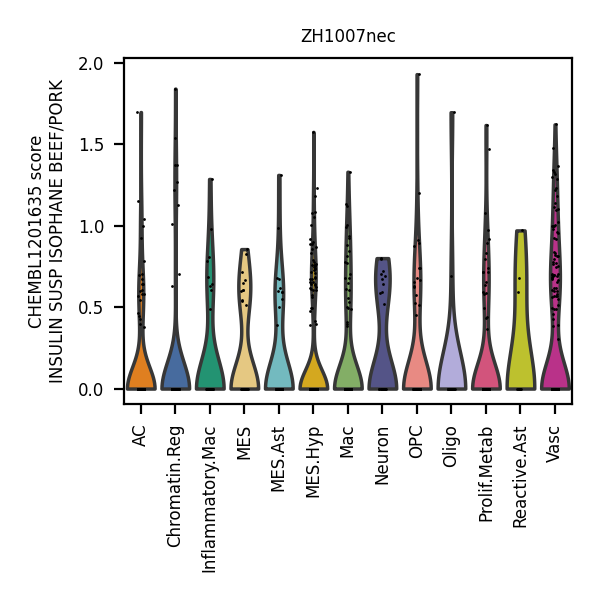 ZH1007nec
CHEMBL1201635 score
INSULIN SUSP ISOPHANE BEEF/PORK
2.0
1.5
1.0
0.5
0.0
AC
Chromatin.Reg
Inflammatory.Mac
MES
MES.Ast
MES.Hyp
Mac
Neuron
OPC
Oligo
Prolif.Metab
Reactive.Ast
Vasc